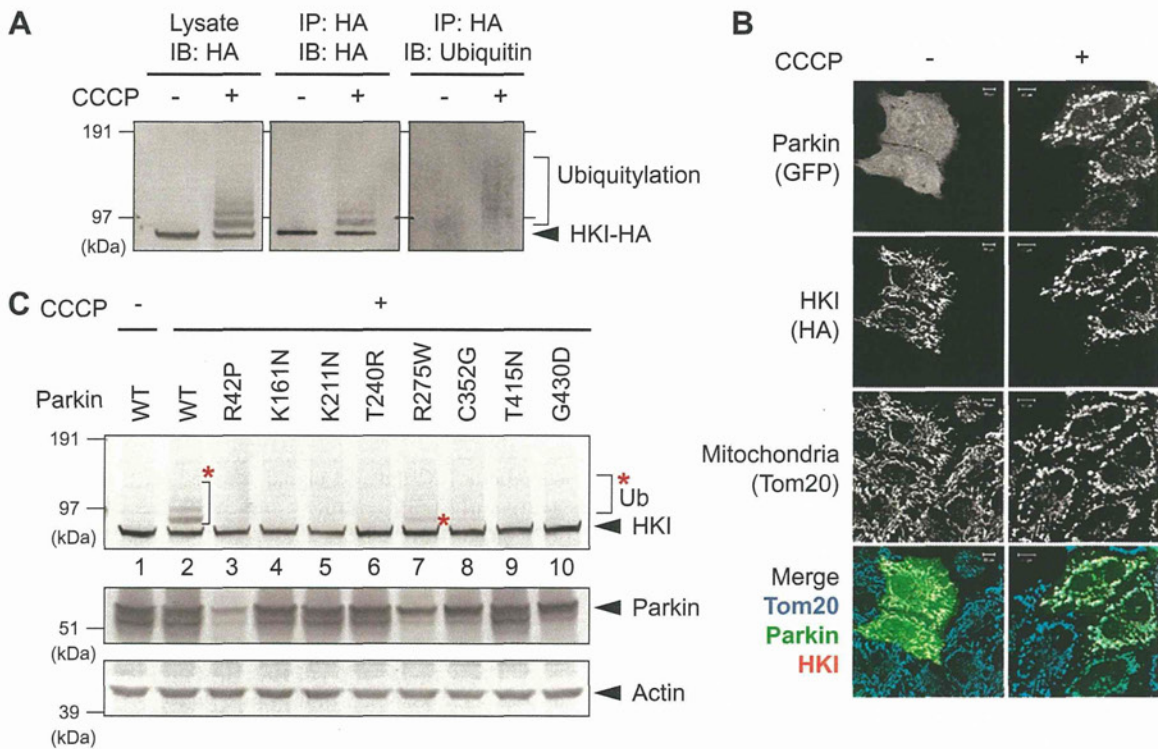 A
Lysate
IB: HA
IP: HA
IB: HA
IP: HA
IB: Ubiquitin
CCCP - + - + - +
191
97
(kDa)
Ubiquitylation
HKI-HA
B
CCCP - +
Parkin
(GFP)
HKI
(HA)
Mitochondria
(Tom20)
Merge
Tom20
Parkin
HKI
C
CCCP - +
Parkin WT WT R42P K161N K211N T240R R275W C352G T415N G430D
191
97
(kDa)
* * *
Ub
HKI
1 2 3 4 5 6 7 8 9 10
Parkin
51
(kDa)
Actin
39
(kDa)